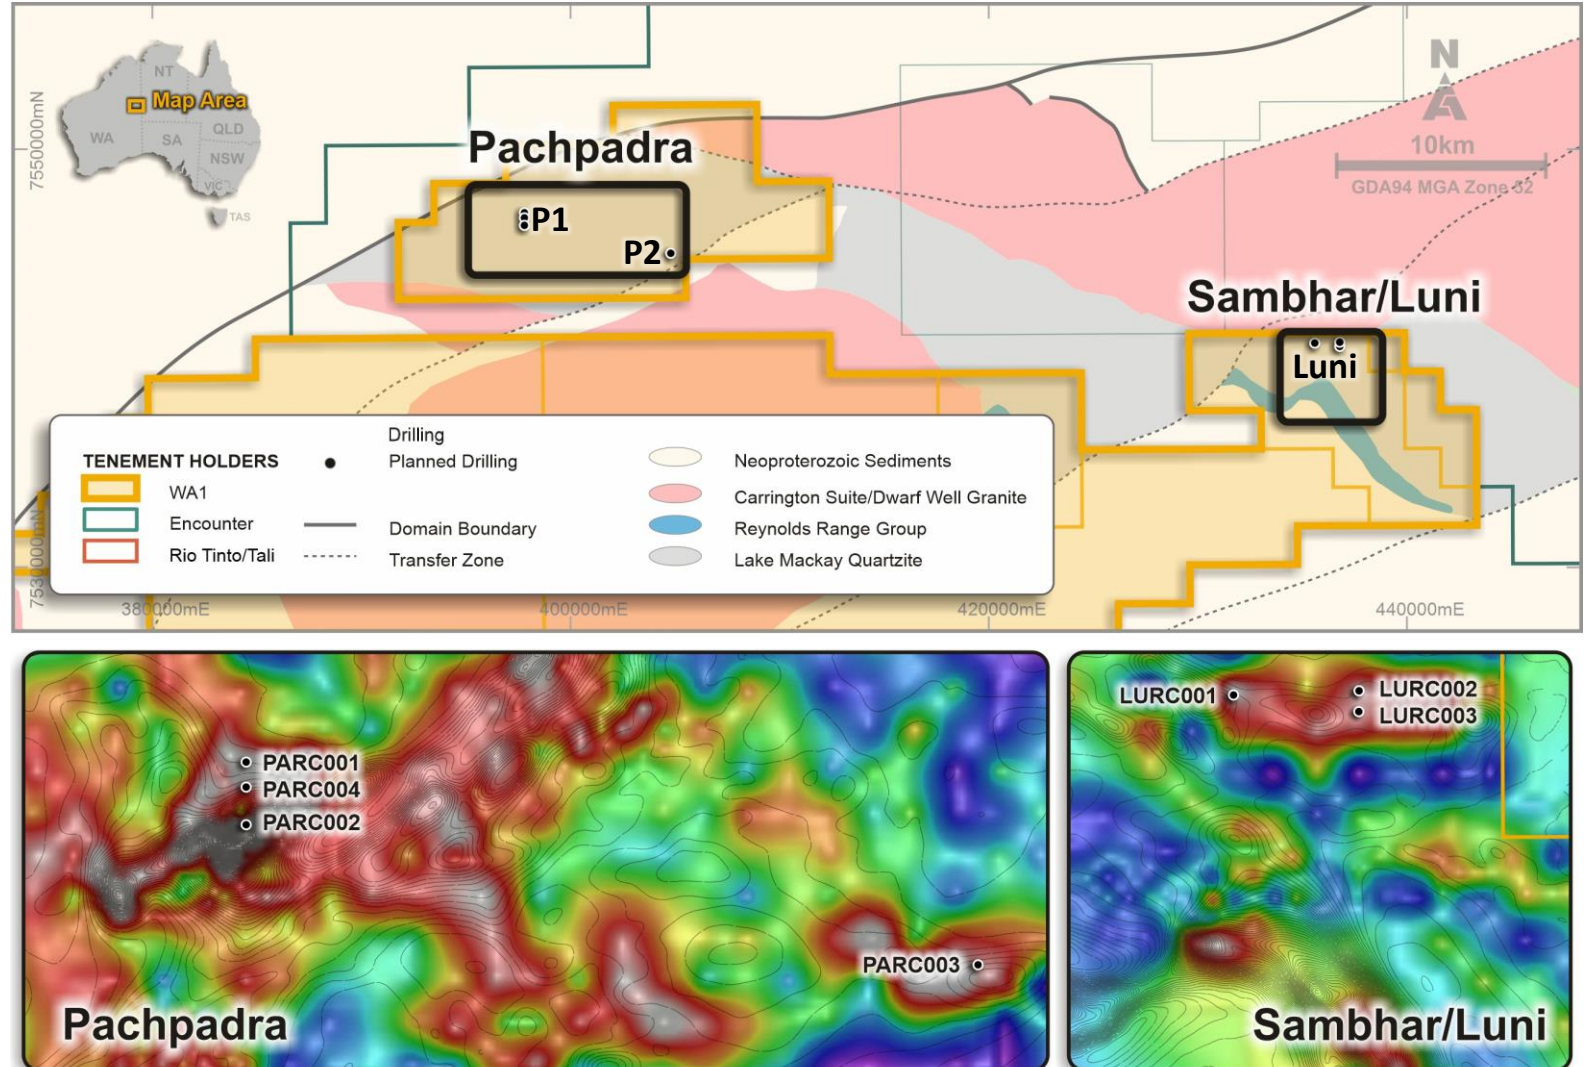 NT
Map Area
WA
SA
QLD
NSW
VIC
TAS
7550000mN
Pachpadra
P1
P2
N
10km
GDA94 MGA Zone 52
Sambhar/Luni
Luni
Drilling
TENEMENT HOLDERS
Planned Drilling
Neoproterozoic Sediments
WA1
Carrington Suite/Dwarf Well Granite
Encounter
Domain Boundary
Reynolds Range Group
Rio Tinto/Tali
Transfer Zone
Lake Mackay Quartzite
7530000mN
380000mE
400000mE
420000mE
440000mE
PARC001
PARC004
PARC002
PARC003
Pachpadra
LURC001
LURC002
LURC003
Sambhar/Luni